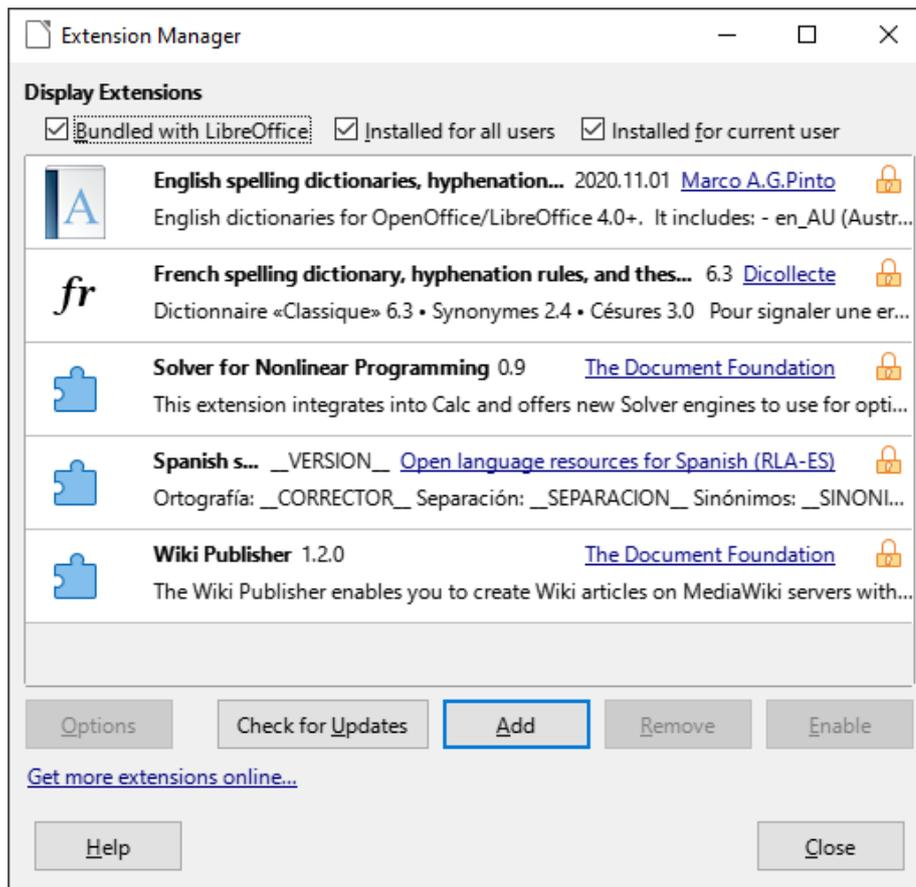 Extension Manager
Display Extensions
Bundled with LibreOffice Installed for all users Installed for current user
A English spelling dictionaries, hyphenation... 2020.11.01 Marco A.G.Pinto
English dictionaries for OpenOffice/LibreOffice 4.0+. It includes: - en_AU (Austr...
fr French spelling dictionary, hyphenation rules, and thes... 6.3 Dicollecte
Dictionnaire «Classique» 6.3 • Synonymes 2.4 • Césures 3.0 Pour signaler une er...
Solver for Nonlinear Programming 0.9 The Document Foundation
This extension integrates into Calc and offers new Solver engines to use for opti...
Spanish s... __VERSION__ Open language resources for Spanish (RLA-ES)
Ortografía: __CORRECTOR__ Separación: __SEPARACION__ Sinónimos: __SINONI...
Wiki Publisher 1.2.0 The Document Foundation
The Wiki Publisher enables you to create Wiki articles on MediaWiki servers with...
Options Check for Updates Add Remove Enable
Get more extensions online...
Help Close